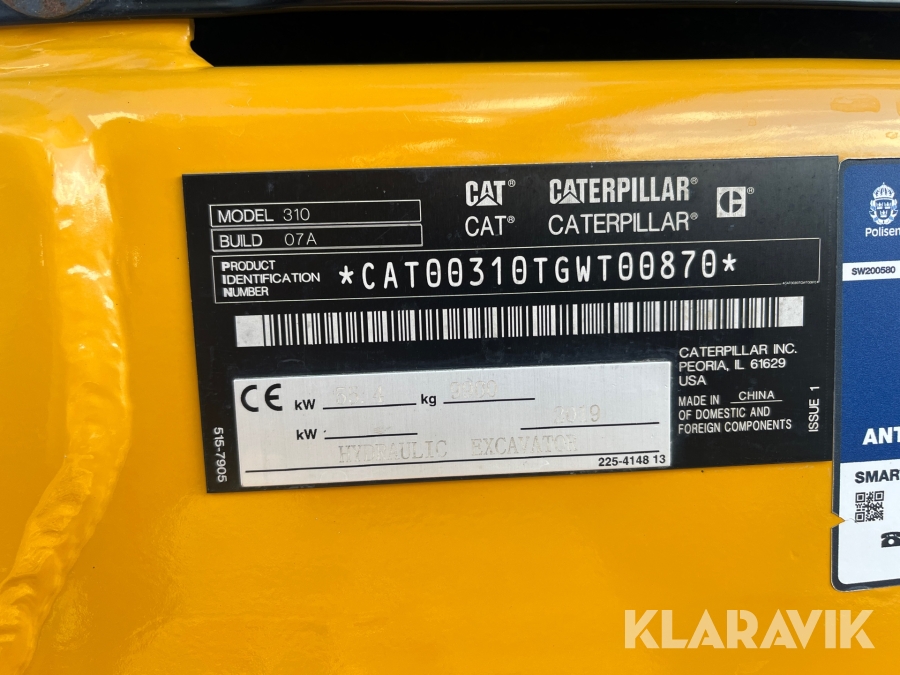 CAT® CATERPILLAR® ®
CAT® CATERPILLAR®
MODEL 310
BUILD 07A
PRODUCT IDENTIFICATION NUMBER *CAT00310TGWT00870*
CATERPILLAR INC.
PEORIA, IL 61629
USA
MADE IN CHINA
OF DOMESTIC AND
FOREIGN COMPONENTS
ISSUE 1
515-7905
CE kW kg
kW 2019
HYDRAULIC EXCAVATOR
225-4148 13
Polisen
SW200580
ANT
SMAR
KLARAVIK